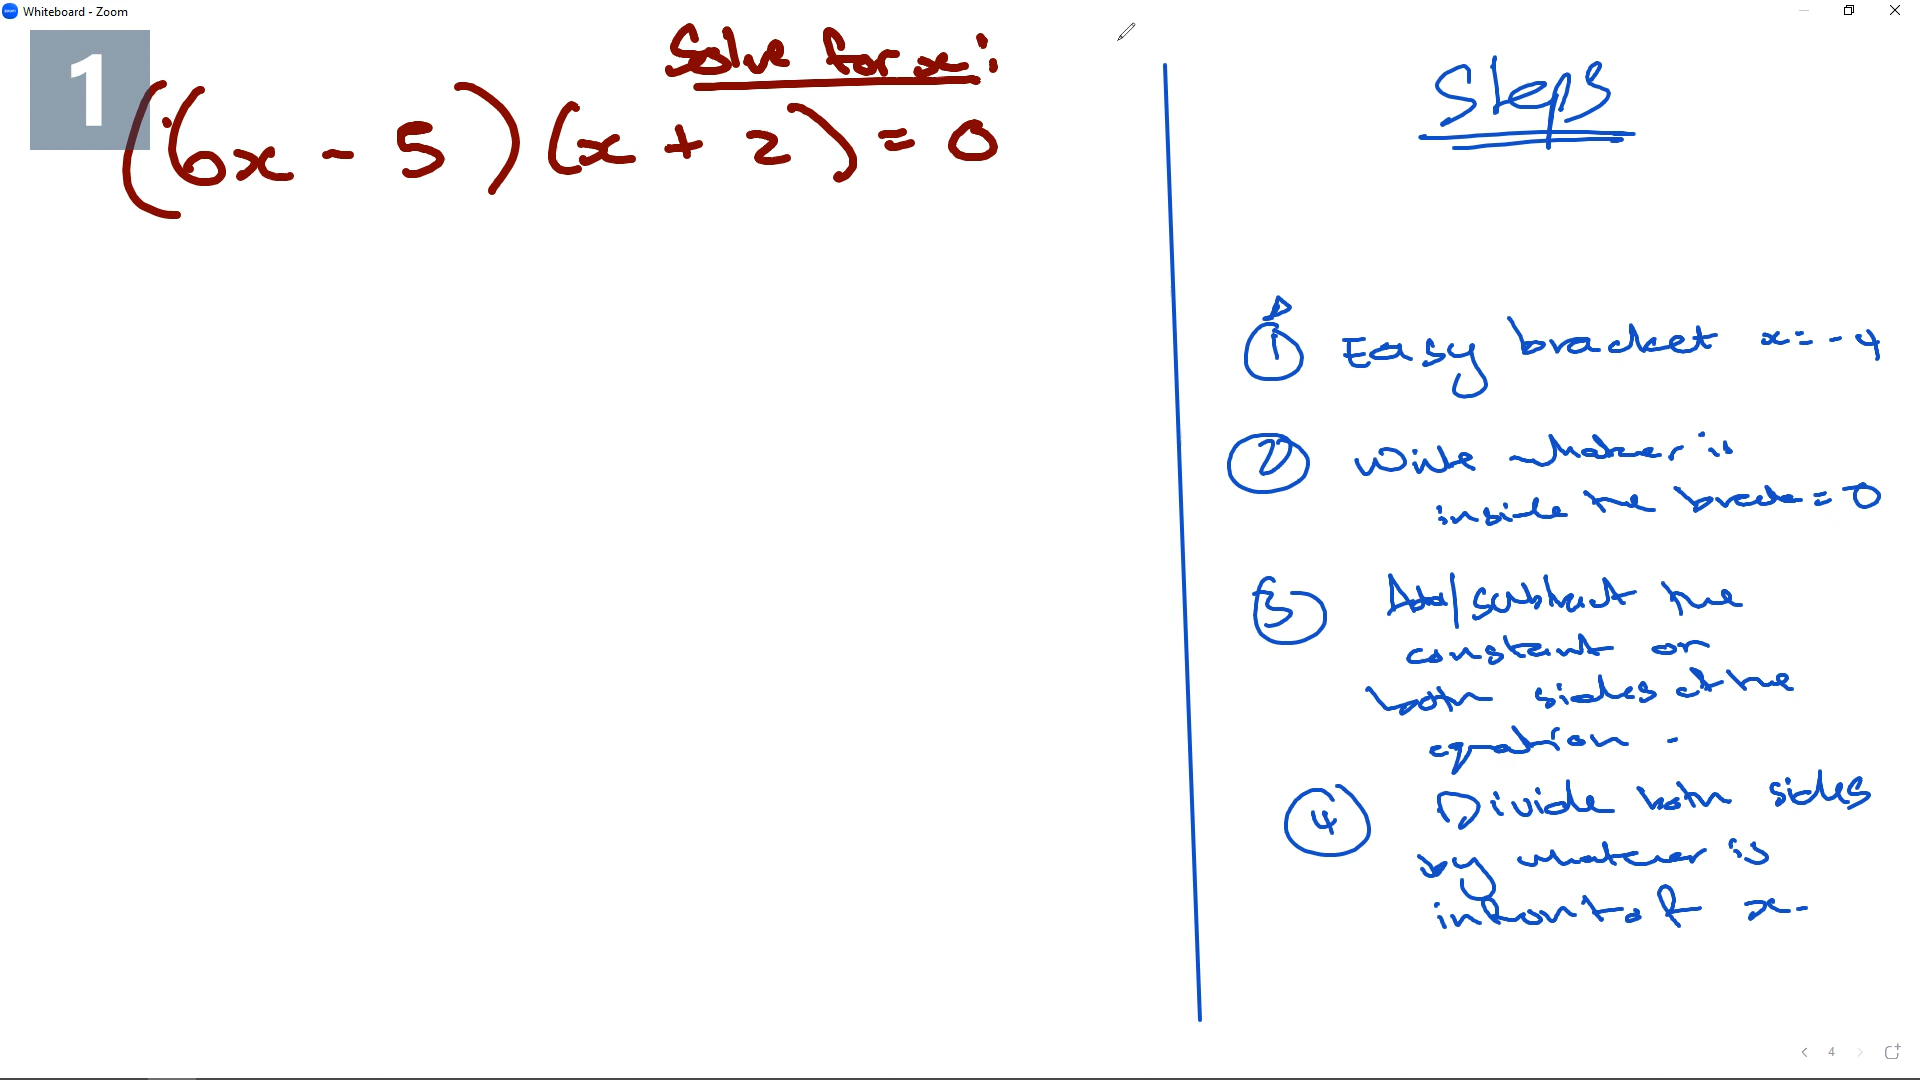 Whiteboard - Zoom
1
Solve for x:
(6x - 5)(x + 2) = 0
Steps
1 Easy bracket x = -4
2 Write whatever is
inside the bracket = 0
3 Add/subtract the
constant on
both sides of the
equation -
4 Divide both sides
by whatever is
infront of x-
4